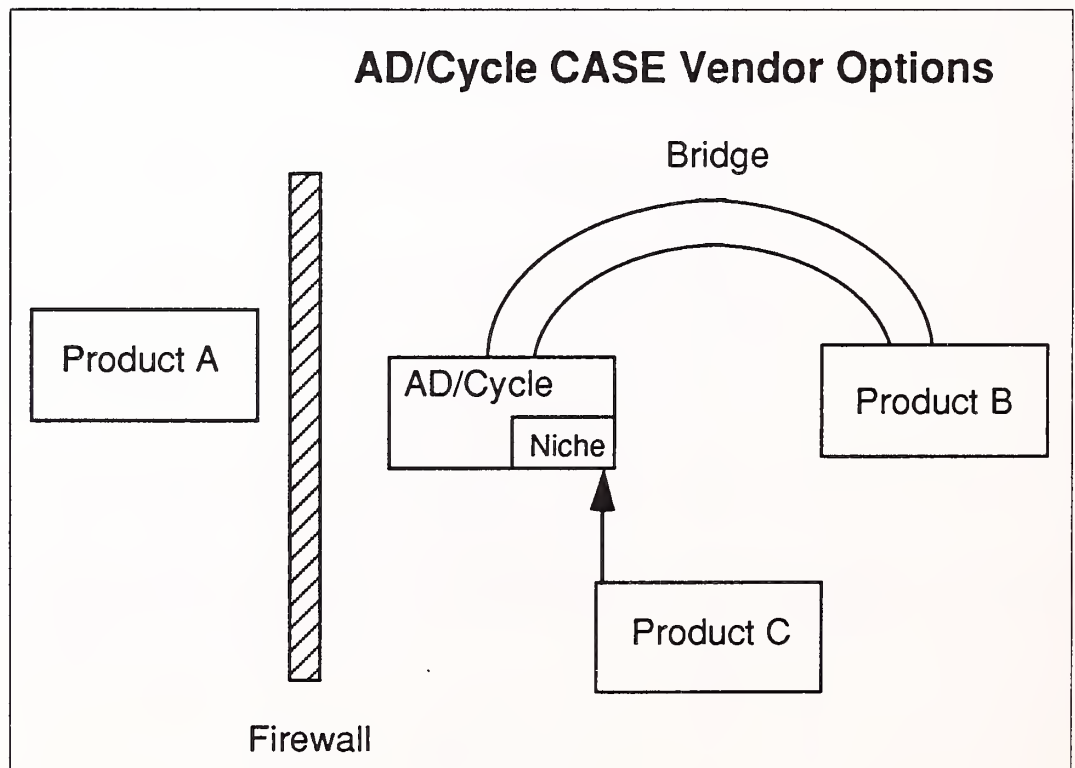 AD/Cycle CASE Vendor Options
Bridge
Product A
AD/Cycle
Niche
Product B
Product C
Firewall